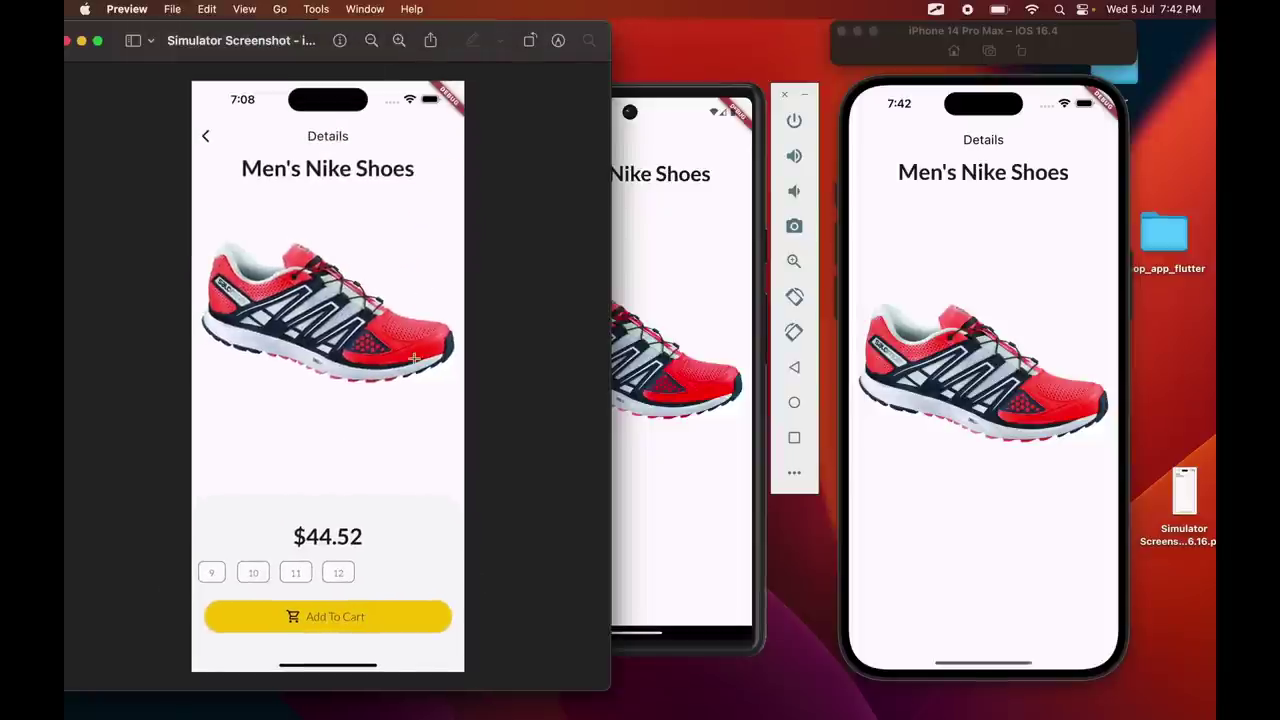 Preview File Edit View Go Tools Window Help Wed 5 Jul 7:42 PM
Simulator Screenshot - i...
iPhone 14 Pro Max – iOS 16.4
7:08
DEBUG
Details
Men's Nike Shoes
$44.52
9 10 11 12
Add To Cart
Nike Shoes
7:42
DEBUG
Details
Men's Nike Shoes
op_app_flutter
Simulator
Screens...6.16.p